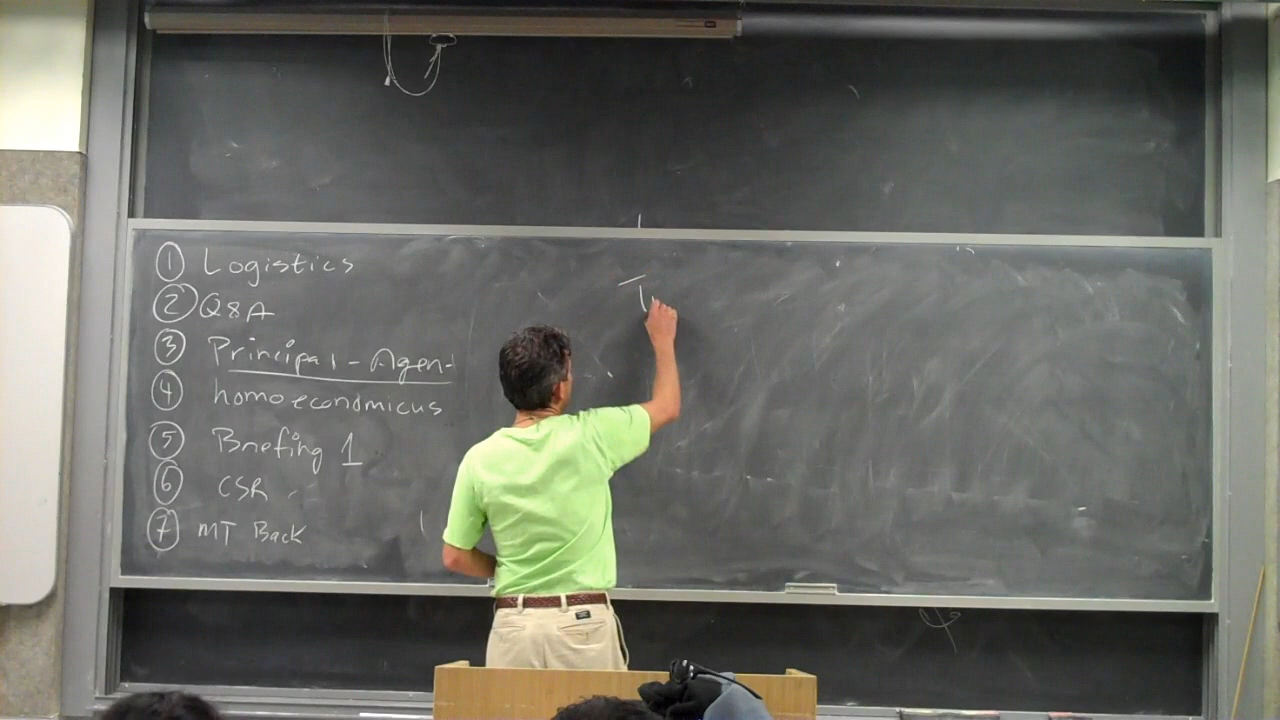 ① Logistics
② Q&A
③ Principal-Agent
④ homo economicus
⑤ Briefing 1
⑥ CSR
⑦ MT Back